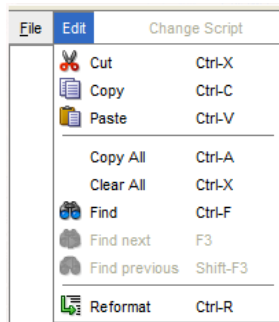 File Edit Change Script
Cut Ctrl-X
Copy Ctrl-C
Paste Ctrl-V
Copy All Ctrl-A
Clear All Ctrl-X
Find Ctrl-F
Find next F3
Find previous Shift-F3
Reformat Ctrl-R